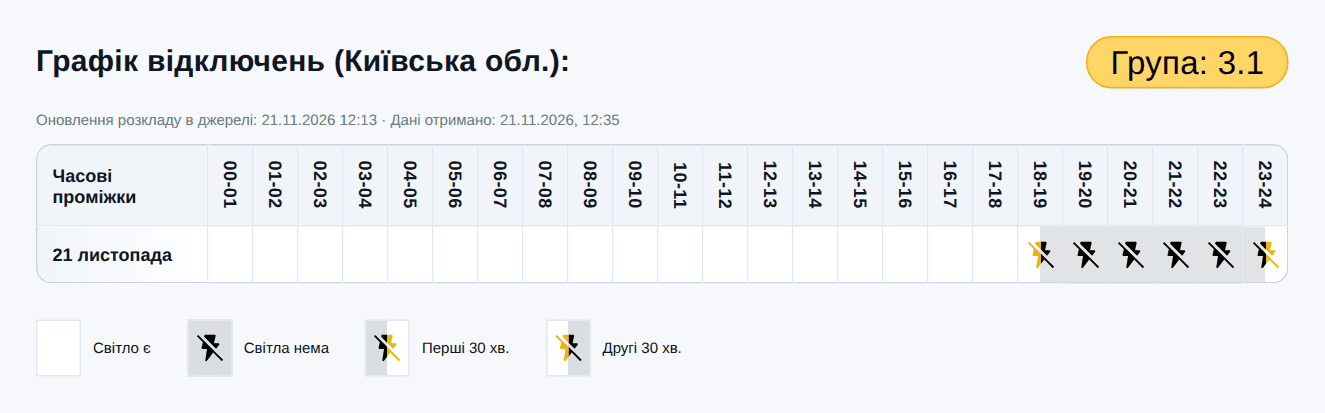 Графік відключень (Київська обл.):
Група: 3.1
Оновлення розкладу в джерелі: 21.11.2026 12:13 · Дані отримано: 21.11.2026, 12:35
Часові
проміжки
00-01
01-02
02-03
03-04
04-05
05-06
06-07
07-08
08-09
09-10
10-11
11-12
12-13
13-14
14-15
15-16
16-17
17-18
18-19
19-20
20-21
21-22
22-23
23-24
21 листопада
Світло є
Світла нема
Перші 30 хв.
Другі 30 хв.